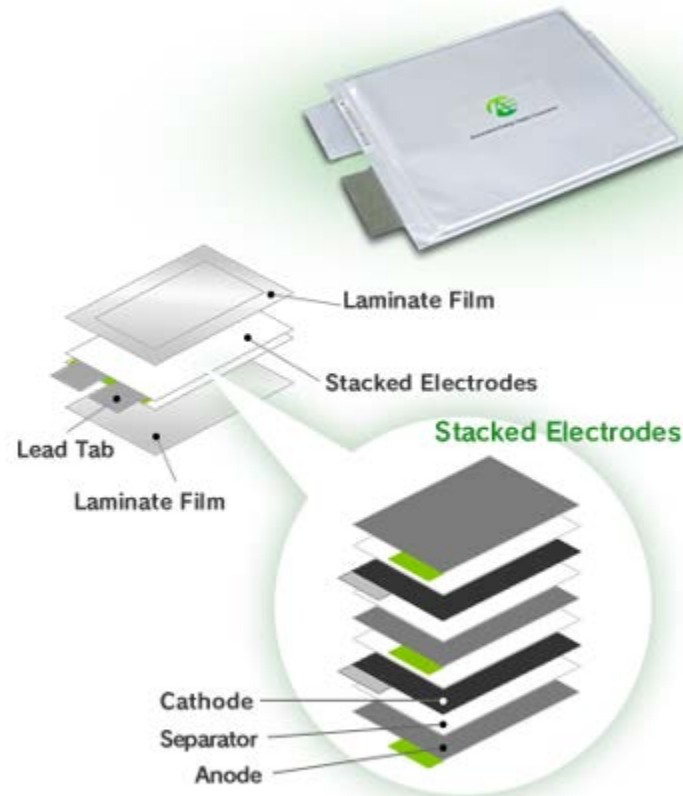 Laminate Film
Stacked Electrodes
Stacked Electrodes
Lead Tab
Laminate Film
Cathode
Separator
Anode